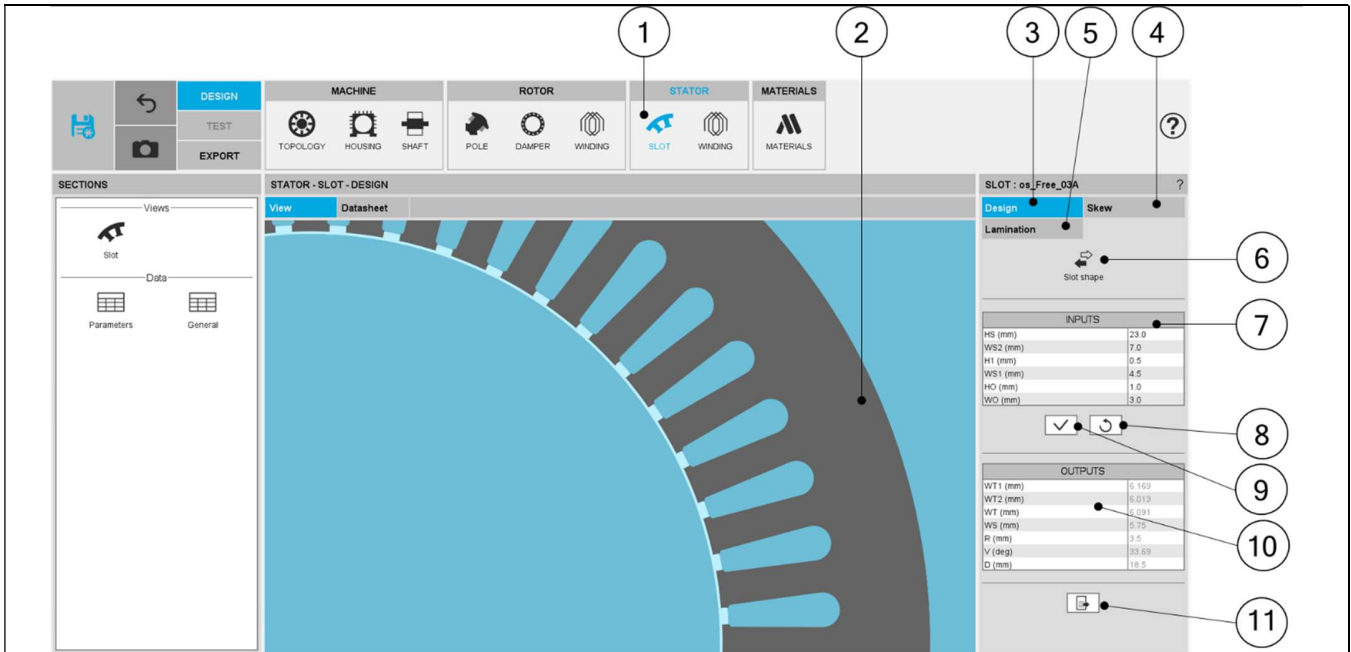 1 2 3 5 4
DESIGN MACHINE ROTOR STATOR MATERIALS
TEST
EXPORT TOPOLOGY HOUSING SHAFT POLE DAMPER WINDING SLOT WINDING MATERIALS ?
SECTIONS STATOR - SLOT - DESIGN SLOT : os_Free_03A ?
Views View Datasheet Design Skew
Lamination
Slot
Slot shape 6
Data
Parameters General
INPUTS 7
HS (mm) 23.0
WS2 (mm) 7.0
H1 (mm) 0.5
WS1 (mm) 4.5
HO (mm) 1.0
WO (mm) 3.0
8
OUTPUTS
WT1 (mm) 6.169 9
WT2 (mm) 6.013
WT (mm) 6.091
WS (mm) 5.75
R (mm) 3.5 10
V (deg) 33.69
D (mm) 18.5
11